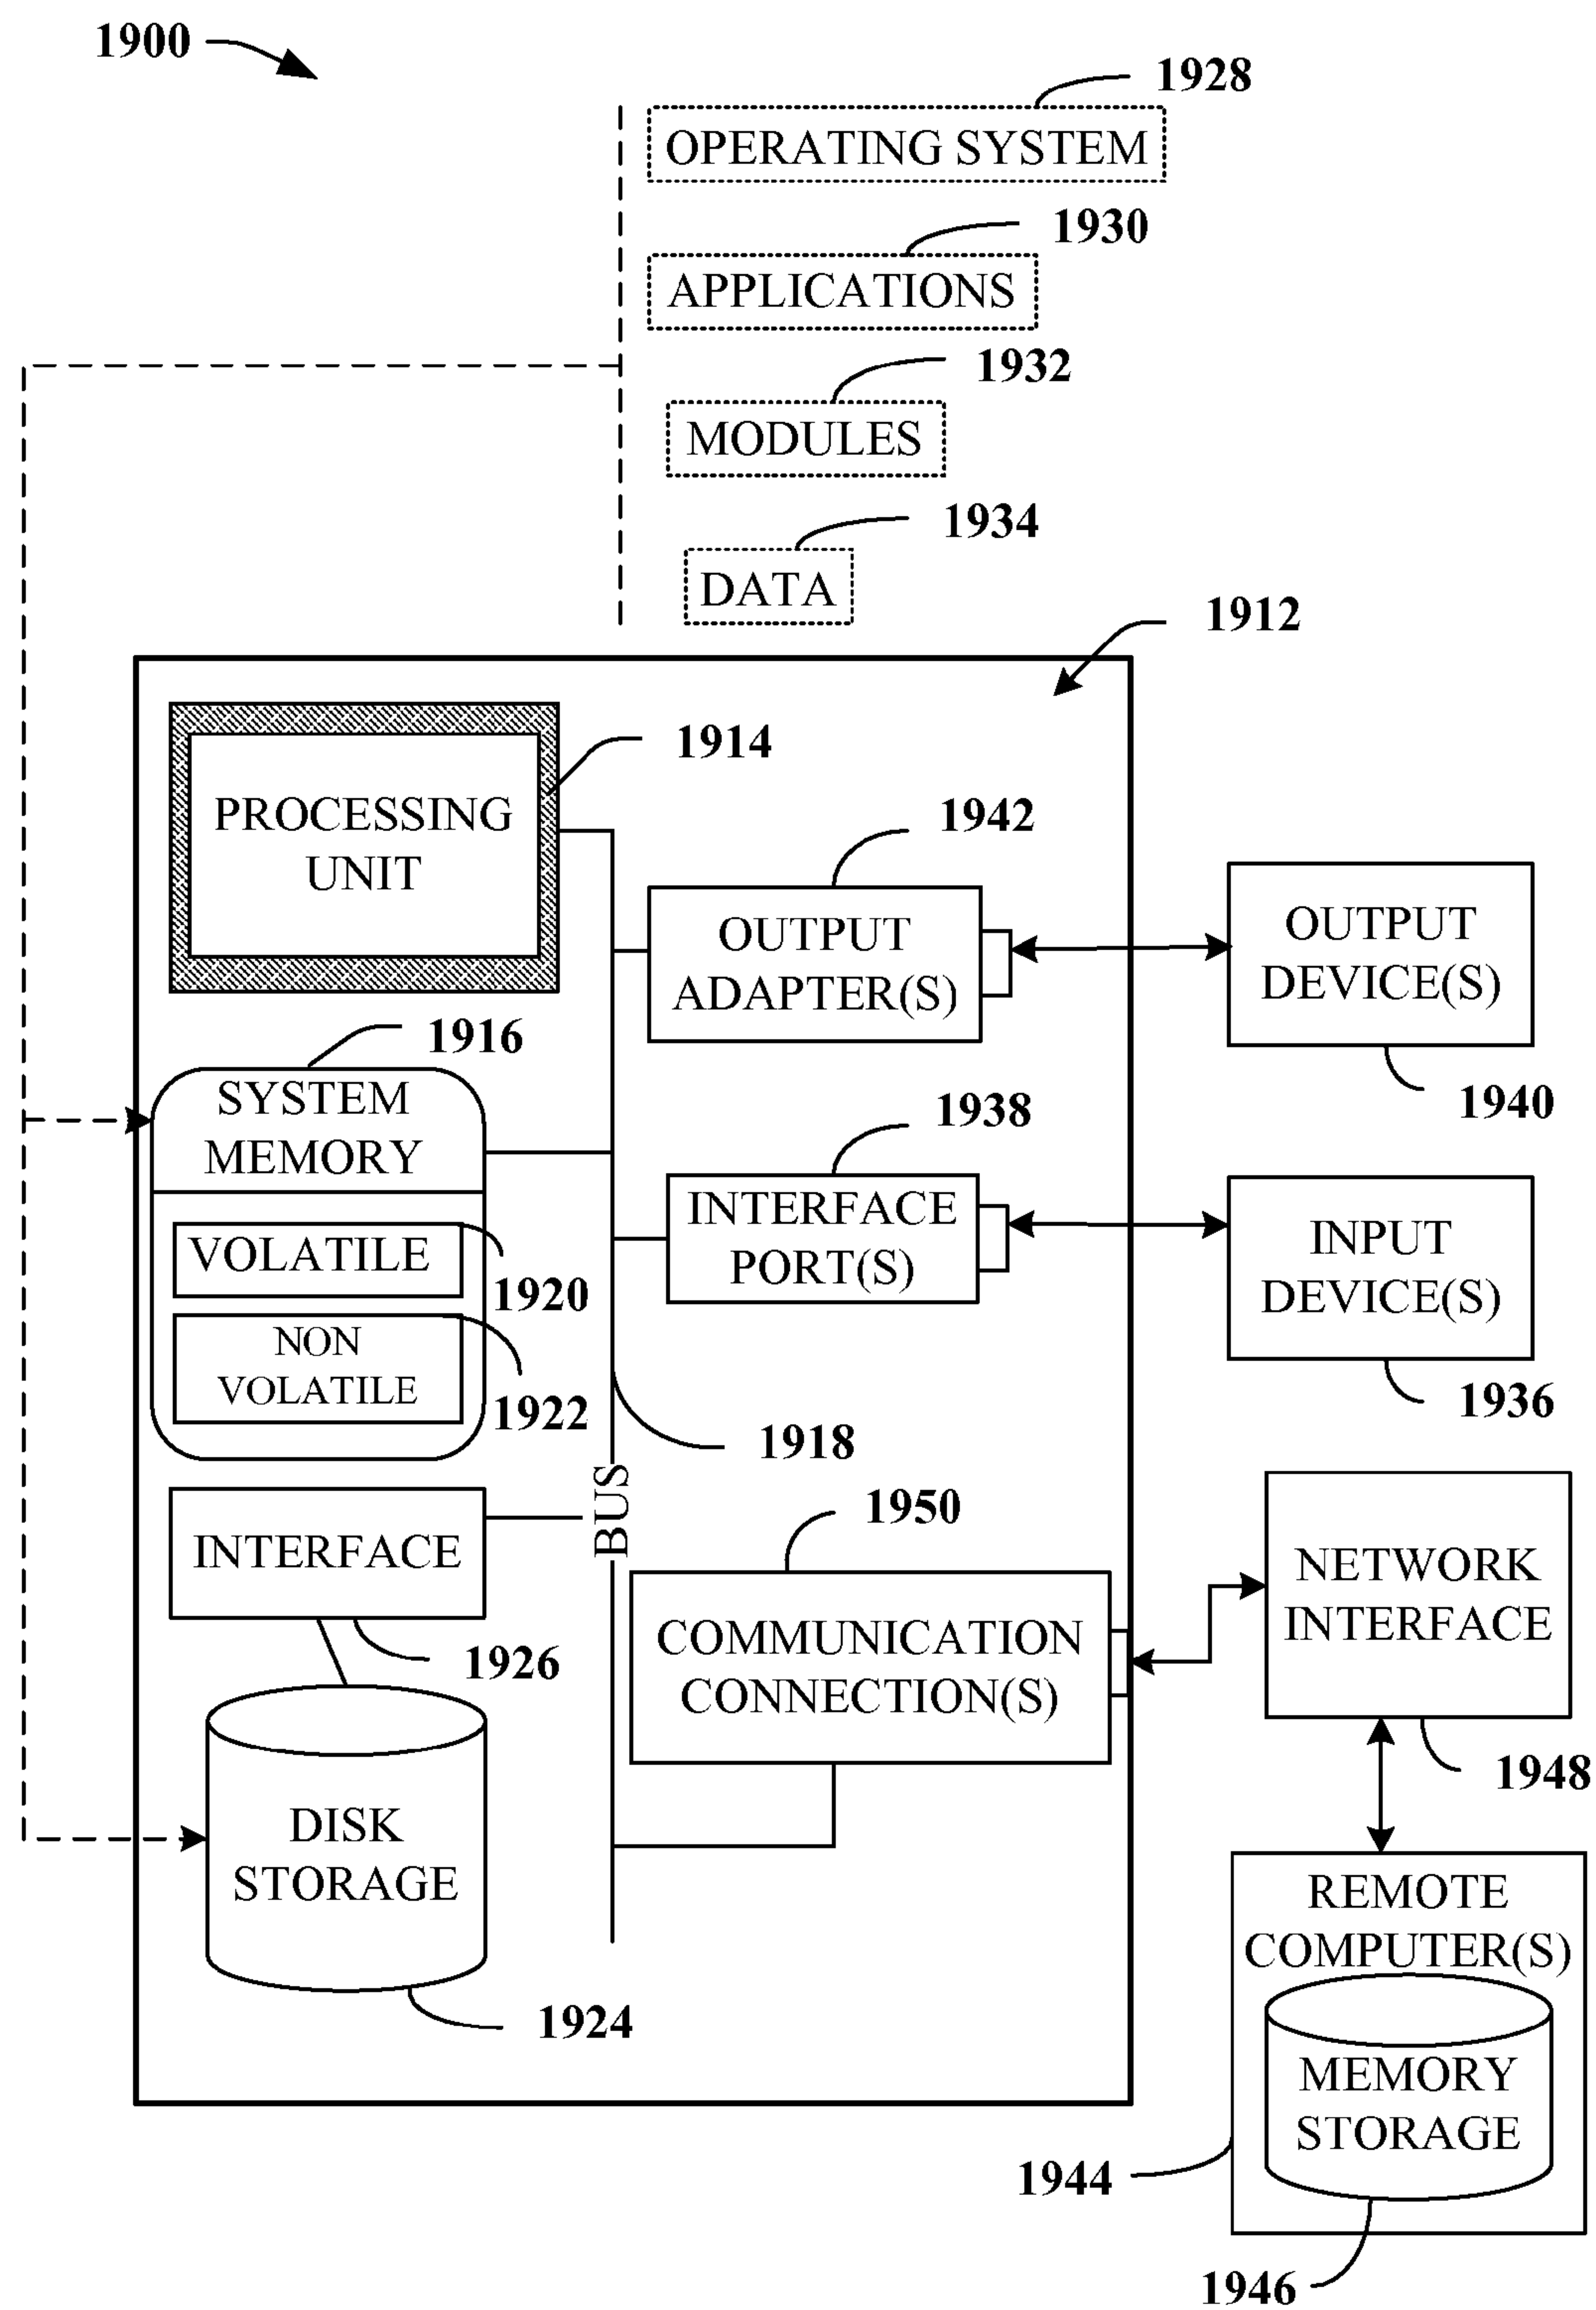 1900
1928
OPERATING SYSTEM
1930
APPLICATIONS
1932
MODULES
1934
DATA
1912
PROCESSING
UNIT
1914
1942
OUTPUT
ADAPTER(S)
OUTPUT
DEVICE(S)
1940
1916
SYSTEM
MEMORY
VOLATILE
1920
NON
VOLATILE
1922
1938
INTERFACE
PORT(S)
INPUT
DEVICE(S)
1936
1918
BUS
INTERFACE
1926
1950
COMMUNICATION
CONNECTION(S)
NETWORK
INTERFACE
1948
DISK
STORAGE
1924
REMOTE
COMPUTER(S)
MEMORY
STORAGE
1944
1946